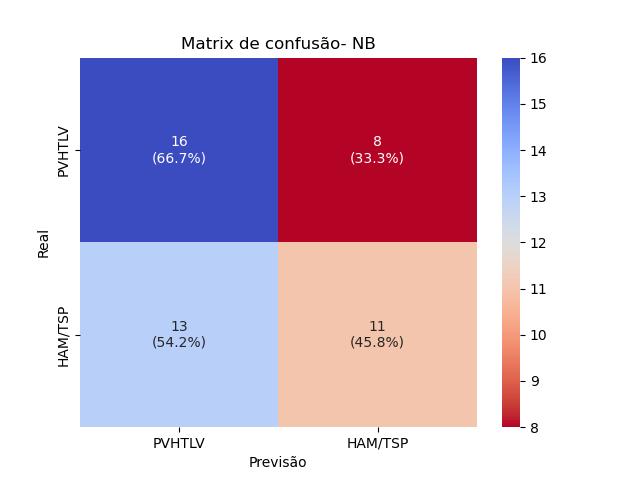 Matrix de confusão- NB
PVHTLV
HAM/TSP
Real
16
(66.7%)
8
(33.3%)
13
(54.2%)
11
(45.8%)
PVHTLV
HAM/TSP
Previsão
16
15
14
13
12
11
10
9
8